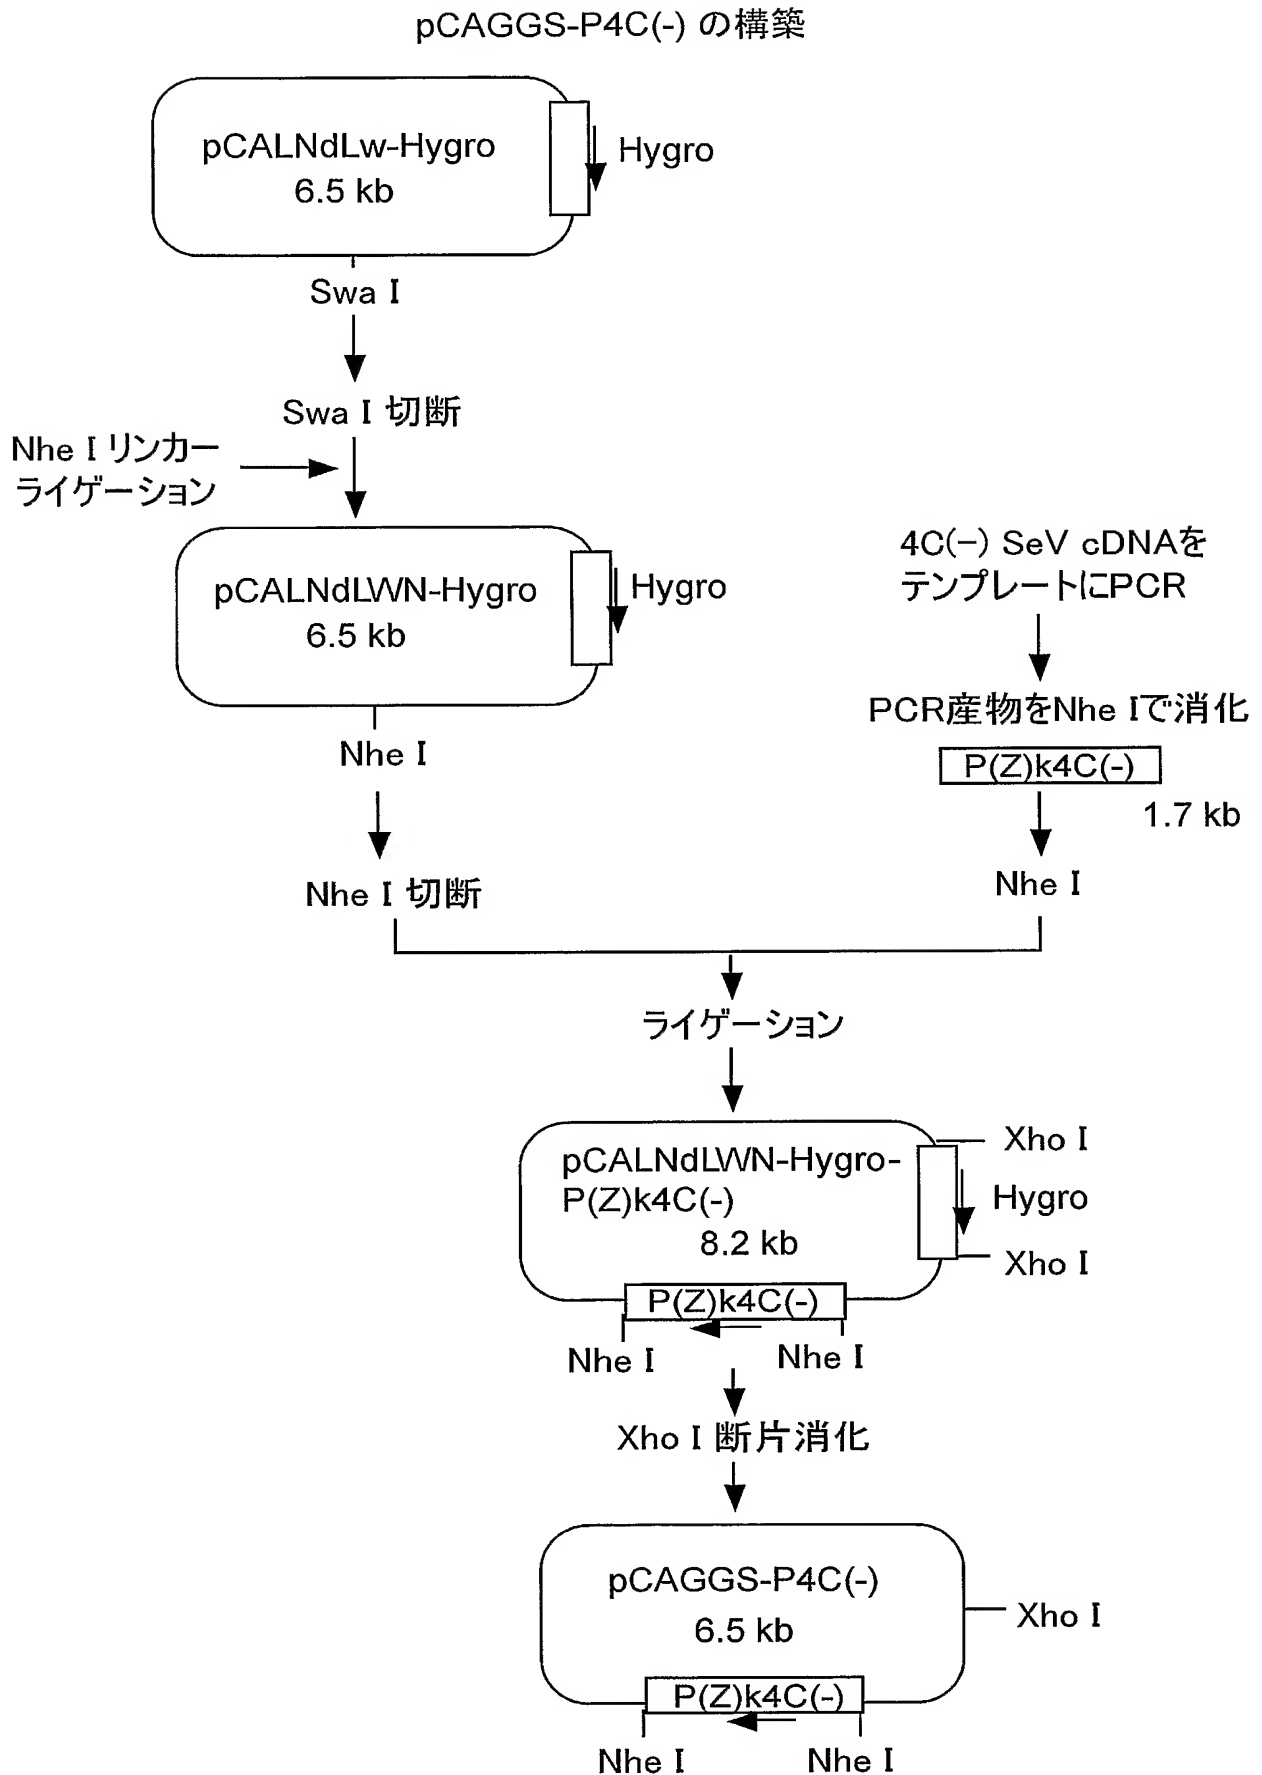 pCAGGS-P4C(-) の構築
pCALNdLw-Hygro
6.5 kb
Hygro
Swa I
Swa I 切断
Nhe I リンカー
ライゲーション
pCALNdLWN-Hygro
6.5 kb
Hygro
Nhe I
Nhe I 切断
4C(−) SeV cDNAを
テンプレートにPCR
PCR産物をNhe Iで消化
P(Z)k4C(-)
1.7 kb
Nhe I
ライゲーション
pCALNdLWN-Hygro-
P(Z)k4C(-)
8.2 kb
Xho I
Hygro
Xho I
P(Z)k4C(-)
Nhe I
Nhe I
Xho I 断片消化
pCAGGS-P4C(-)
6.5 kb
Xho I
P(Z)k4C(-)
Nhe I
Nhe I